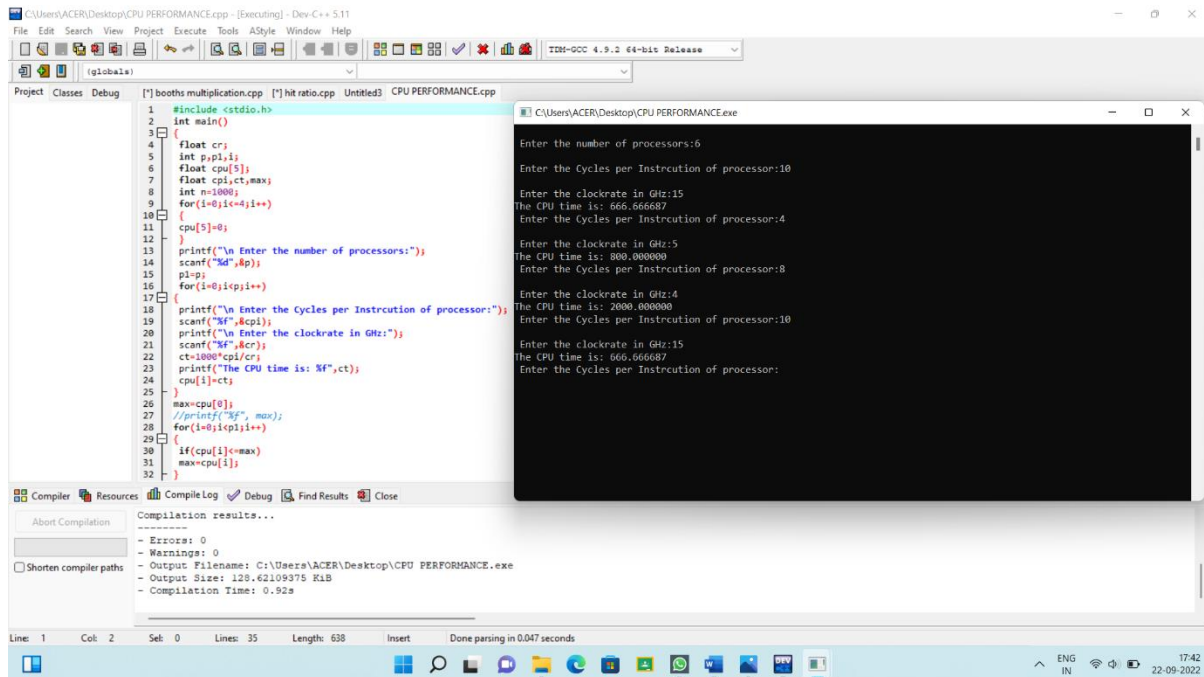 C:\Users\ACER\Desktop\CPU PERFORMANCE.cpp - [Executing] - Dev-C++ 5.11
File Edit Search View Project Execute Tools AStyle Window Help
TDM-GCC 4.9.2 64-bit Release
(globals)
Project Classes Debug [*] booths multiplication.cpp [*] hit ratio.cpp Untitled3 CPU PERFORMANCE.cpp
1 #include <stdio.h>
2 int main()
3 {
4 float cr;
5 int p,p1,i;
6 float cpu[5];
7 float cpi,ct,max;
8 int n=1000;
9 for(i=0;i<=4;i++)
10 {
11 cpu[5]=0;
12 }
13 printf("\n Enter the number of processors:");
14 scanf("%d",&p);
15 p1=p;
16 for(i=0;i<p;i++)
17 {
18 printf("\n Enter the Cycles per Instrcution of processor:");
19 scanf("%f",&cpi);
20 printf("\n Enter the clockrate in GHz:");
21 scanf("%f",&cr);
22 ct=1000*cpi/cr;
23 printf("The CPU time is: %f",ct);
24 cpu[i]=ct;
25 }
26 max=cpu[0];
27 //printf("%f", max);
28 for(i=0;i<p1;i++)
29 {
30 if(cpu[i]<=max)
31 max=cpu[i];
32 }
C:\Users\ACER\Desktop\CPU PERFORMANCE.exe
Enter the number of processors:6
Enter the Cycles per Instrcution of processor:10
Enter the clockrate in GHz:15
The CPU time is: 666.666687
Enter the Cycles per Instrcution of processor:4
Enter the clockrate in GHz:5
The CPU time is: 800.000000
Enter the Cycles per Instrcution of processor:8
Enter the clockrate in GHz:4
The CPU time is: 2000.000000
Enter the Cycles per Instrcution of processor:10
Enter the clockrate in GHz:15
The CPU time is: 666.666687
Enter the Cycles per Instrcution of processor:
Compiler Resources Compile Log Debug Find Results Close
Abort Compilation
Shorten compiler paths
Compilation results...
--------
- Errors: 0
- Warnings: 0
- Output Filename: C:\Users\ACER\Desktop\CPU PERFORMANCE.exe
- Output Size: 128.62109375 KiB
- Compilation Time: 0.92s
Line: 1 Col: 2 Sel: 0 Lines: 35 Length: 638 Insert Done parsing in 0.047 seconds
DEV
ENG
IN
17:42
22-09-2022